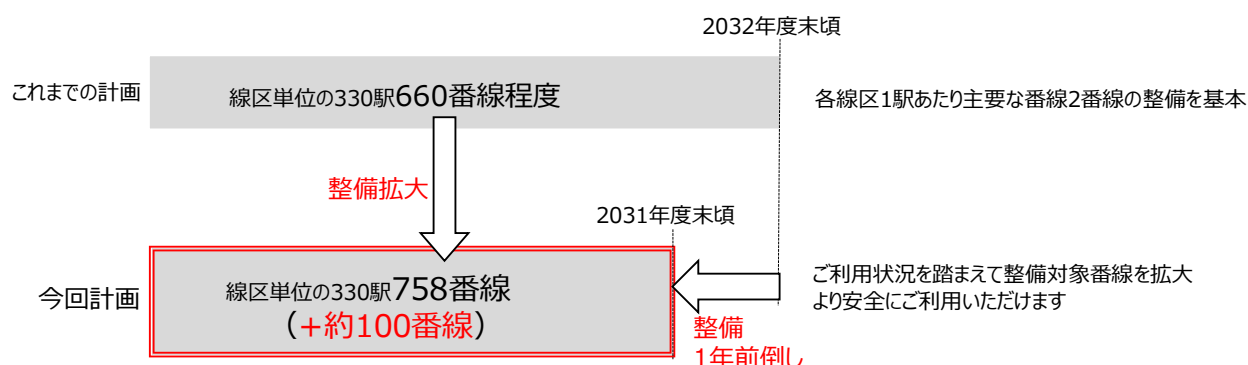 2032年度末頃
これまでの計画
線区単位の330駅660番線程度
各線区1駅あたり主要な番線2番線の整備を基本
整備拡大
2031年度末頃
今回計画
線区単位の330駅758番線
（+約100番線）
ご利用状況を踏まえて整備対象番線を拡大
より安全にご利用いただけます
整備
1年前倒し